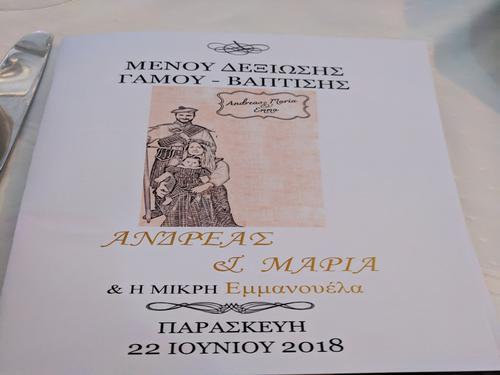 ΜΕΝΟΥ ΔΕΞΙΩΣΗΣ
ΓΑΜΟΥ - ΒΑΠΤΙΣΗΣ
Andreas Maria
&
Emma
ΑΝΔΡΕΑΣ
& ΜΑΡΙΑ
& Η ΜΙΚΡΗ Εμμανουέλα
ΠΑΡΑΣΚΕΥΗ
22 ΙΟΥΝΙΟΥ 2018